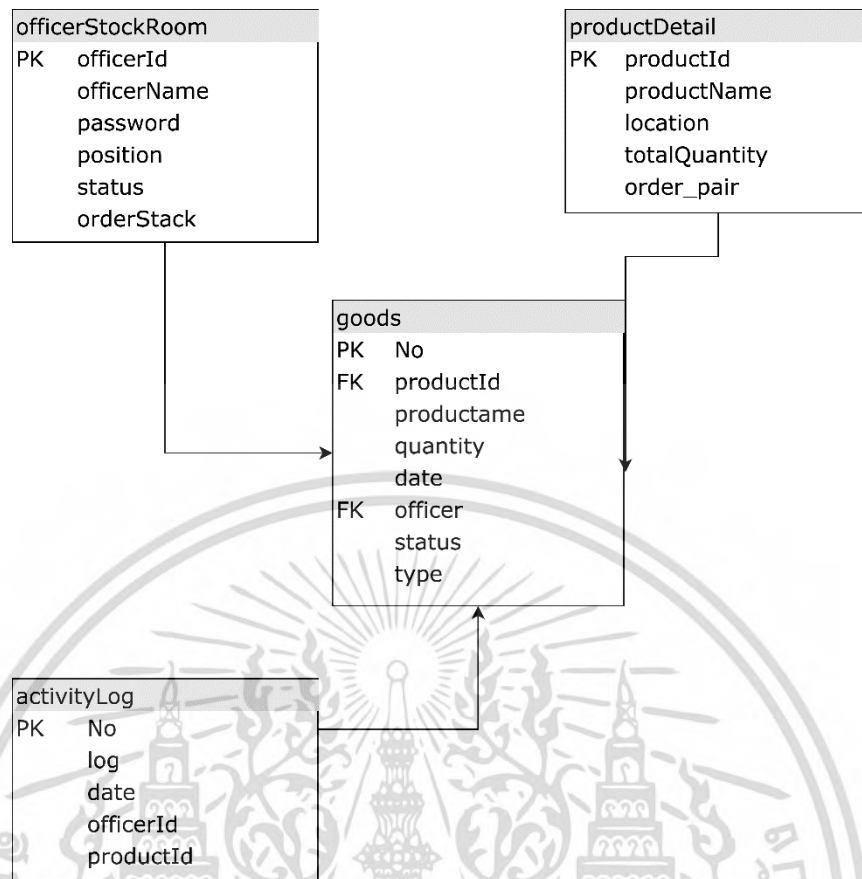 officerStockRoom
PK officerId
officerName
password
position
status
orderStack
productDetail
PK productId
productName
location
totalQuantity
order_pair
goods
PK No
FK productId
productame
quantity
date
FK officer
status
type
activityLog
PK No
log
date
officerId
productId